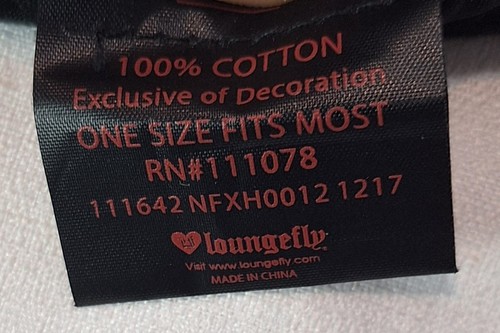 100% COTTON
Exclusive of Decoration
ONE SIZE FITS MOST
RN#111078
111642 NFXH0012 1217
loungefly
Visit www.loungefly.com
MADE IN CHINA